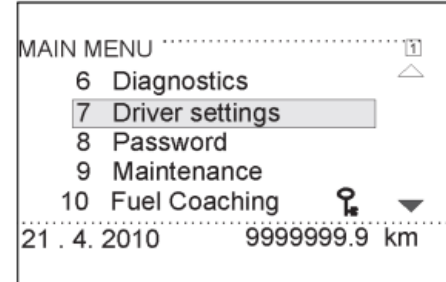 MAIN MENU 1
6 Diagnostics
7 Driver settings
8 Password
9 Maintenance
10 Fuel Coaching
21 . 4. 2010 9999999.9 km